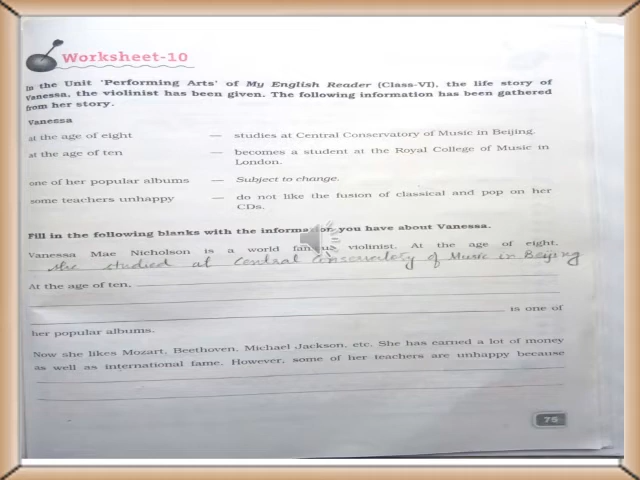 Worksheet-10
In the Unit 'Performing Arts' of My English Reader (Class-VI), the life story of
Vanessa, the violinist has been given. The following information has been gathered
from her story.
Vanessa
at the age of eight — studies at Central Conservatory of Music in Beijing.
at the age of ten — becomes a student at the Royal College of Music in
London.
one of her popular albums — Subject to change.
some teachers unhappy — do not like the fusion of classical and pop on her
CDs.
Fill in the following blanks with the information you have about Vanessa.
Vanessa Mae Nicholson is a world famous violinist. At the age of eight,
she studied at Central Conservatory of Music in Beijing
At the age of ten,
is one of
her popular albums.
Now she likes Mozart, Beethoven, Michael Jackson, etc. She has earned a lot of money
as well as international fame. However, some of her teachers are unhappy because
75